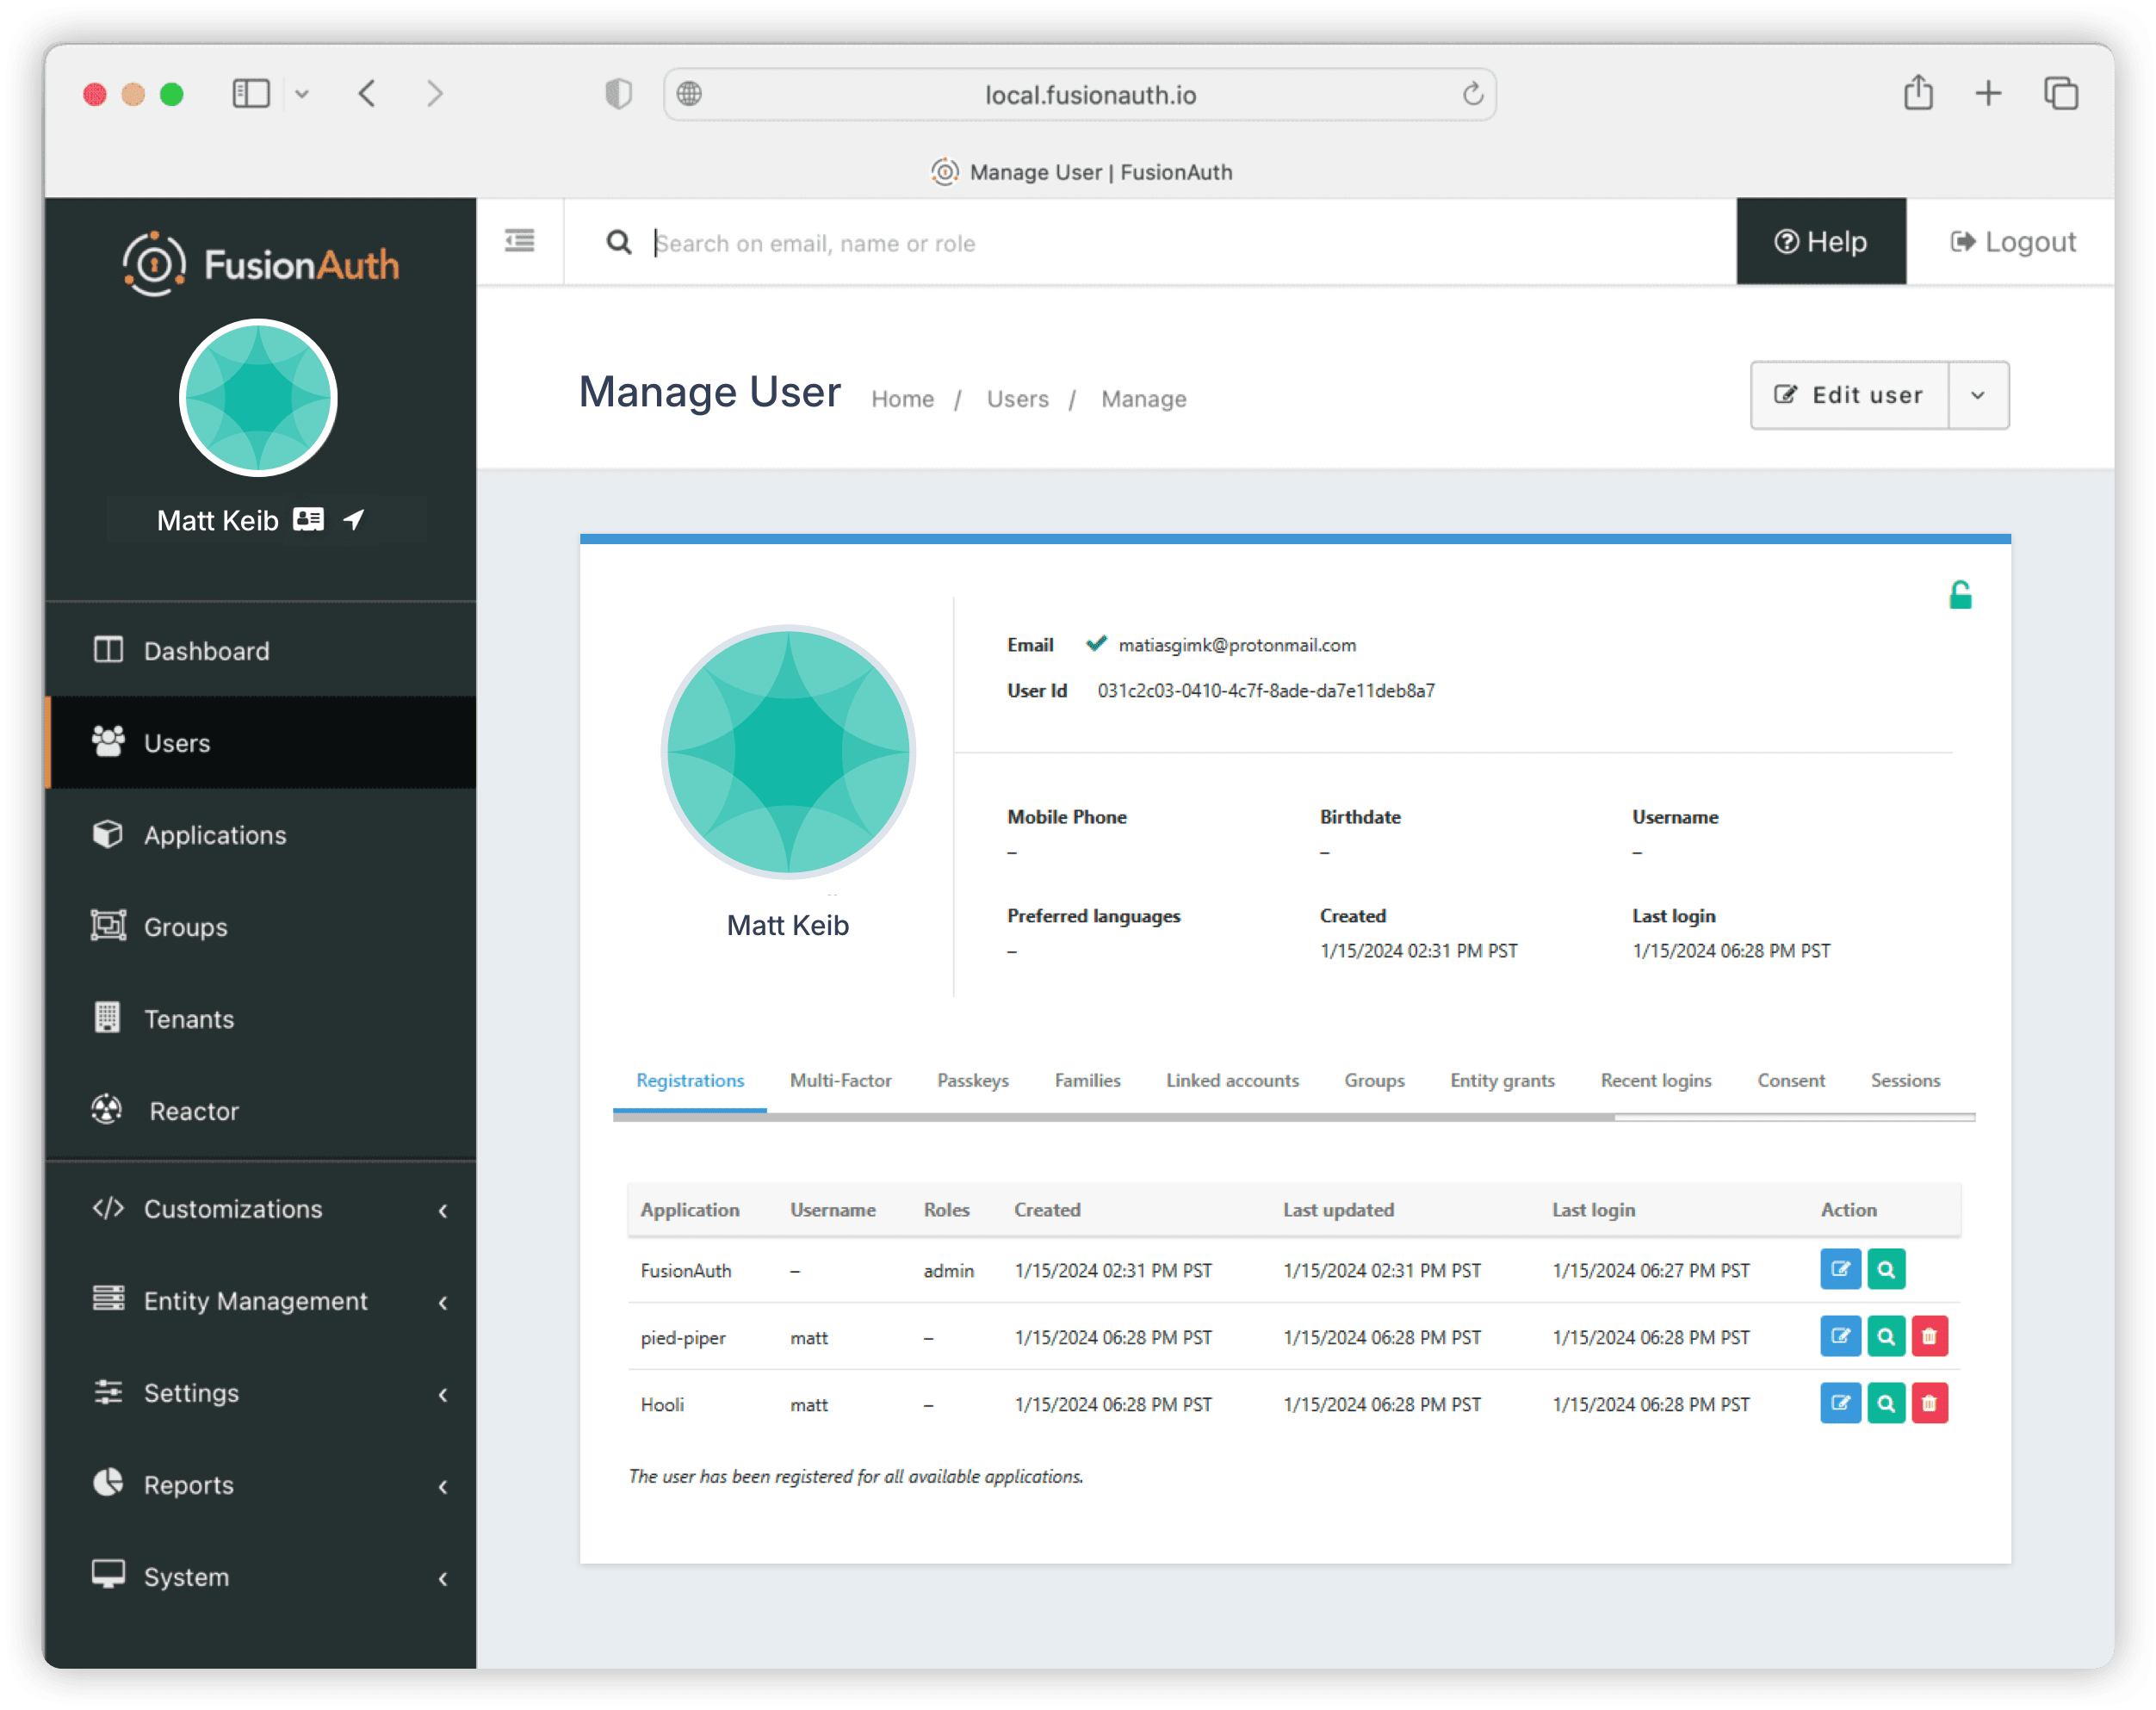 local.fusionauth.io
Manage User | FusionAuth
FusionAuth
Search on email, name or role
Help
Logout
Matt Keib
Manage User
Home / Users / Manage
Edit user
Dashboard
Users
Applications
Groups
Tenants
Reactor
Customizations
Entity Management
Settings
Reports
System
Email matiasgimk@protonmail.com
User Id 031c2c03-0410-4c7f-8ade-da7e11deb8a7
Matt Keib
Mobile Phone Birthdate Username
– – –
Preferred languages Created Last login
– 1/15/2024 02:31 PM PST 1/15/2024 06:28 PM PST
Registrations Multi-Factor Passkeys Families Linked accounts Groups Entity grants Recent logins Consent Sessions
Application Username Roles Created Last updated Last login Action
FusionAuth – admin 1/15/2024 02:31 PM PST 1/15/2024 02:31 PM PST 1/15/2024 06:27 PM PST
pied-piper matt – 1/15/2024 06:28 PM PST 1/15/2024 06:28 PM PST 1/15/2024 06:28 PM PST
Hooli matt – 1/15/2024 06:28 PM PST 1/15/2024 06:28 PM PST 1/15/2024 06:28 PM PST
The user has been registered for all available applications.